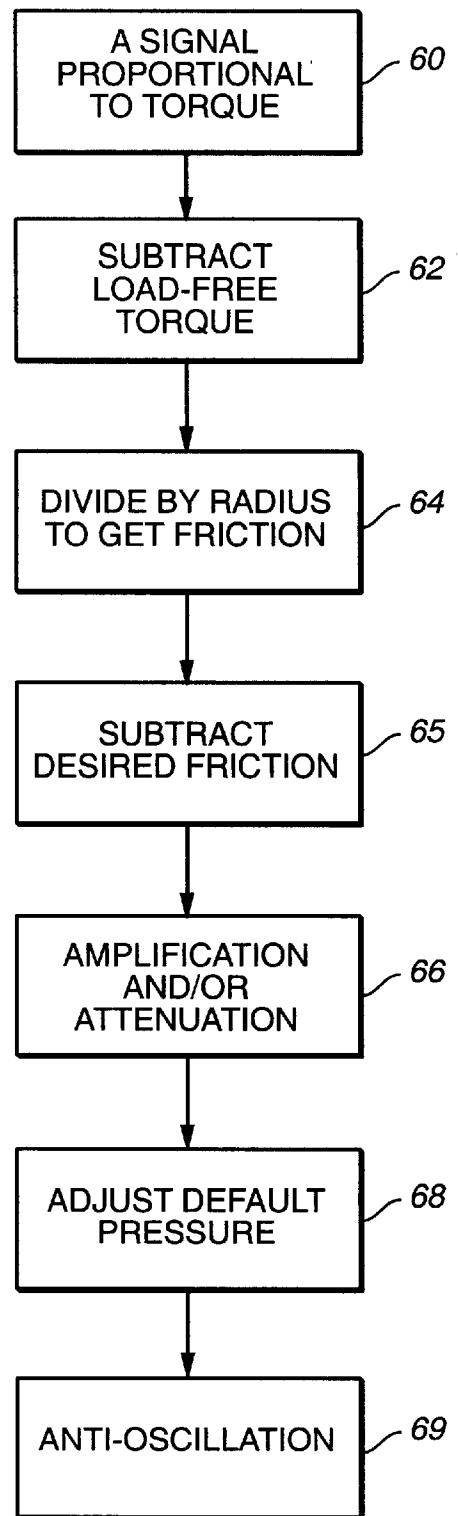 A SIGNAL
PROPORTIONAL
TO TORQUE
60
SUBTRACT
LOAD-FREE
TORQUE
62
DIVIDE BY RADIUS
TO GET FRICTION
64
SUBTRACT
DESIRED FRICTION
65
AMPLIFICATION
AND/OR
ATTENUATION
66
ADJUST DEFAULT
PRESSURE
68
ANTI-OSCILLATION
69